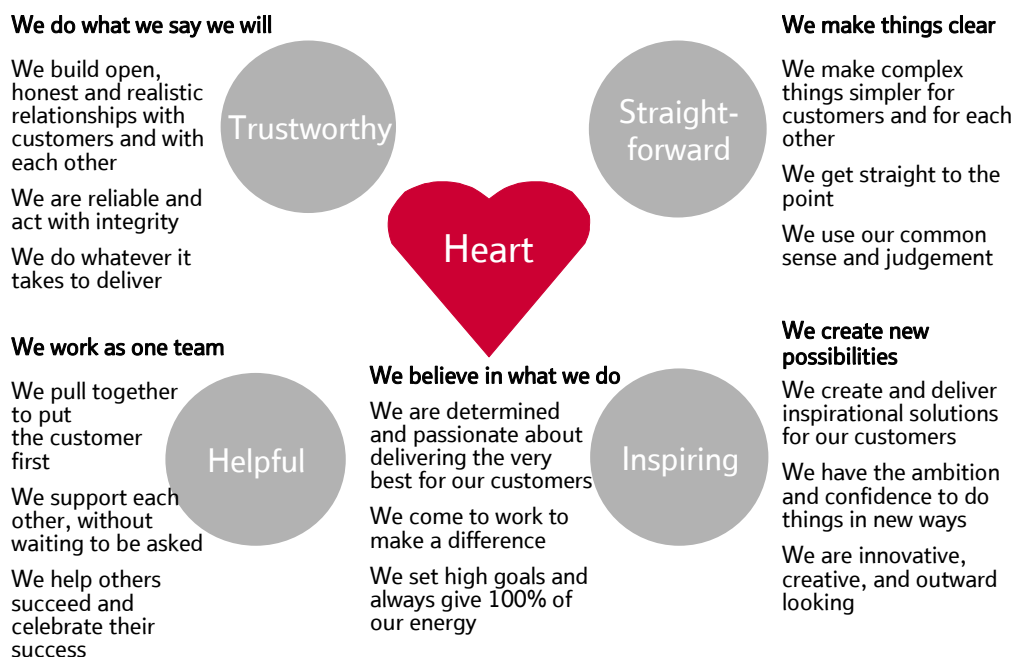 We do what we say we will
We build open,
honest and realistic
relationships with
customers and with
each other
We are reliable and
act with integrity
We do whatever it
takes to deliver
Trustworthy
Straight-
forward
We make things clear
We make complex
things simpler for
customers and for each
other
We get straight to the
point
We use our common
sense and judgement
Heart
We work as one team
We pull together
to put
the customer
first
We support each
other, without
waiting to be asked
We help others
succeed and
celebrate their
success
Helpful
We believe in what we do
We are determined
and passionate about
delivering the very
best for our customers
We come to work to
make a difference
We set high goals and
always give 100% of
our energy
Inspiring
We create new
possibilities
We create and deliver
inspirational solutions
for our customers
We have the ambition
and confidence to do
things in new ways
We are innovative,
creative, and outward
looking